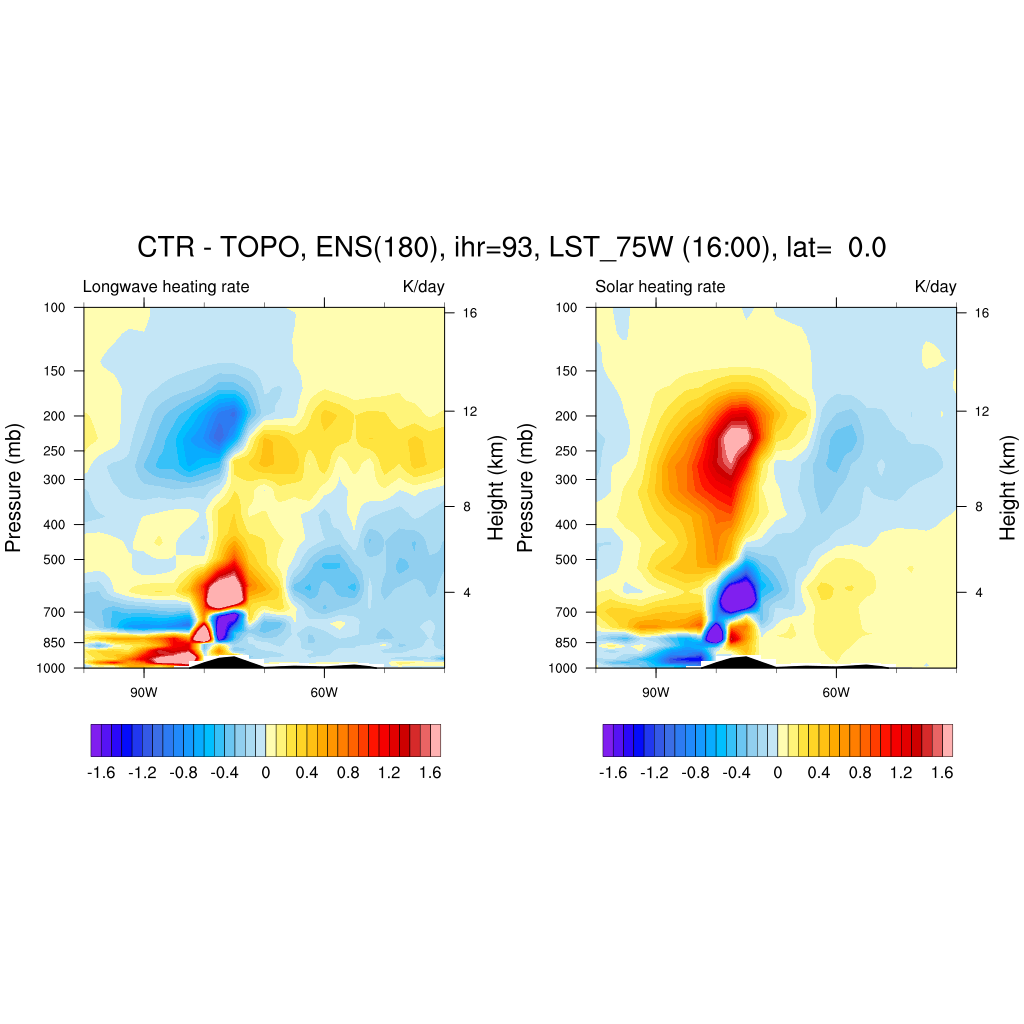 CTR - TOPO, ENS(180), ihr=93, LST_75W (16:00), lat=  0.0
Longwave heating rate K/day
100
150
200
250
300
400
500
700
850
1000
Pressure (mb)
16
12
8
4
Height (km)
90W 60W
-1.6 -1.2 -0.8 -0.4 0 0.4 0.8 1.2 1.6
Solar heating rate K/day
100
150
200
250
300
400
500
700
850
1000
Pressure (mb)
16
12
8
4
Height (km)
90W 60W
-1.6 -1.2 -0.8 -0.4 0 0.4 0.8 1.2 1.6